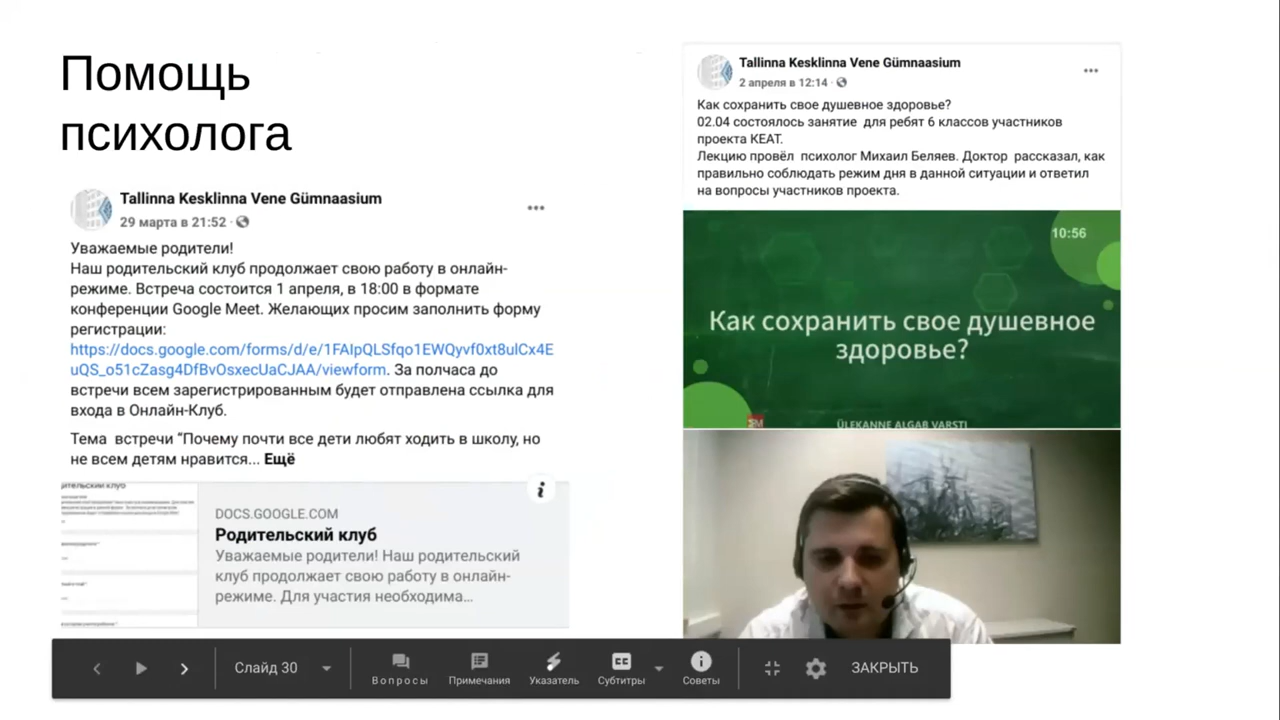 Помощь
психолога
Tallinna Kesklinna Vene Gümnaasium
29 марта в 21:52 ·
Уважаемые родители!
Наш родительский клуб продолжает свою работу в онлайн-
режиме. Встреча состоится 1 апреля, в 18:00 в формате
конференции Google Meet. Желающих просим заполнить форму
регистрации:
https://docs.google.com/forms/d/e/1FAIpQLSfqo1EWQyvf0xt8ulCx4E
uQS_o51cZasg4DfBvOsxecUaCJAA/viewform. За полчаса до
встречи всем зарегистрированным будет отправлена ссылка для
входа в Онлайн-Клуб.
Тема встречи "Почему почти все дети любят ходить в школу, но
не всем детям нравится... Ещё
DOCS.GOOGLE.COM
Родительский клуб
Уважаемые родители! Наш родительский
клуб продолжает свою работу в онлайн-
режиме. Для участия необходима...
Tallinna Kesklinna Vene Gümnaasium
2 апреля в 12:14 ·
Как сохранить свое душевное здоровье?
02.04 состоялось занятие для ребят 6 классов участников
проекта КЕАТ.
Лекцию провёл психолог Михаил Беляев. Доктор рассказал, как
правильно соблюдать режим дня в данной ситуации и ответил
на вопросы участников проекта.
10:56
Как сохранить свое душевное
здоровье?
ÜLEKANNE ALGAB VARSTI
Слайд 30
Вопросы
Примечания
Указатель
Субтитры
Советы
ЗАКРЫТЬ